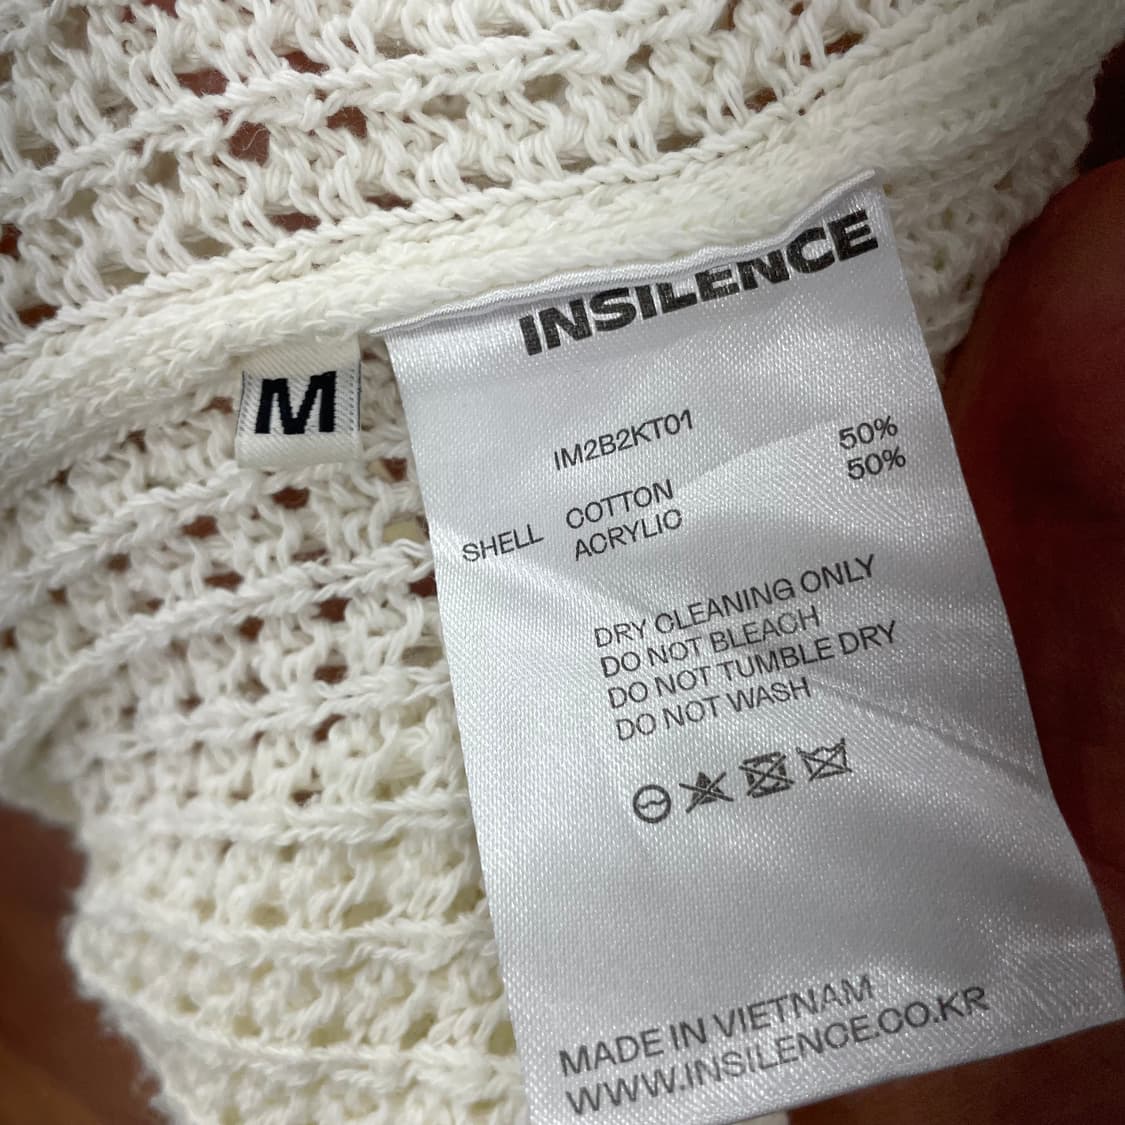 INSILENCE
M
IM2B2KT01
SHELL COTTON 50%
ACRYLIC 50%
DRY CLEANING ONLY
DO NOT BLEACH
DO NOT TUMBLE DRY
DO NOT WASH
MADE IN VIETNAM
WWW.INSILENCE.CO.KR